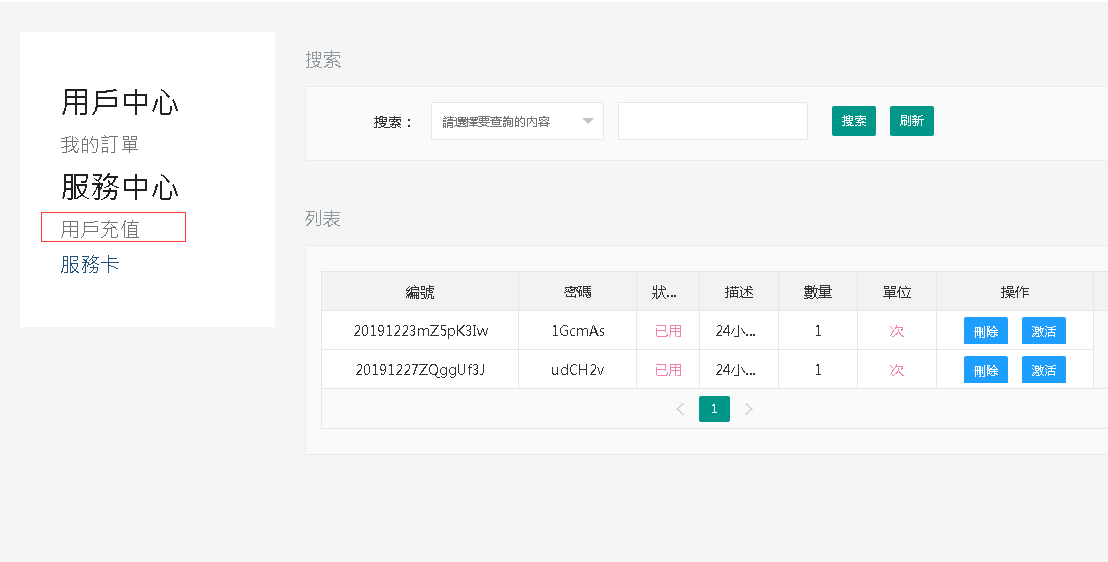 用戶中心
我的訂單
服務中心
用戶充值
服務卡
搜索
搜索： 請選擇要查詢的内容 搜索 刷新
列表
編號 密碼 狀... 描述 數量 單位 操作
20191223mZ5pK3Iw 1GcmAs 已用 24小... 1 次 刪除 激活
20191227ZQggUf3J udCH2v 已用 24小... 1 次 刪除 激活
1